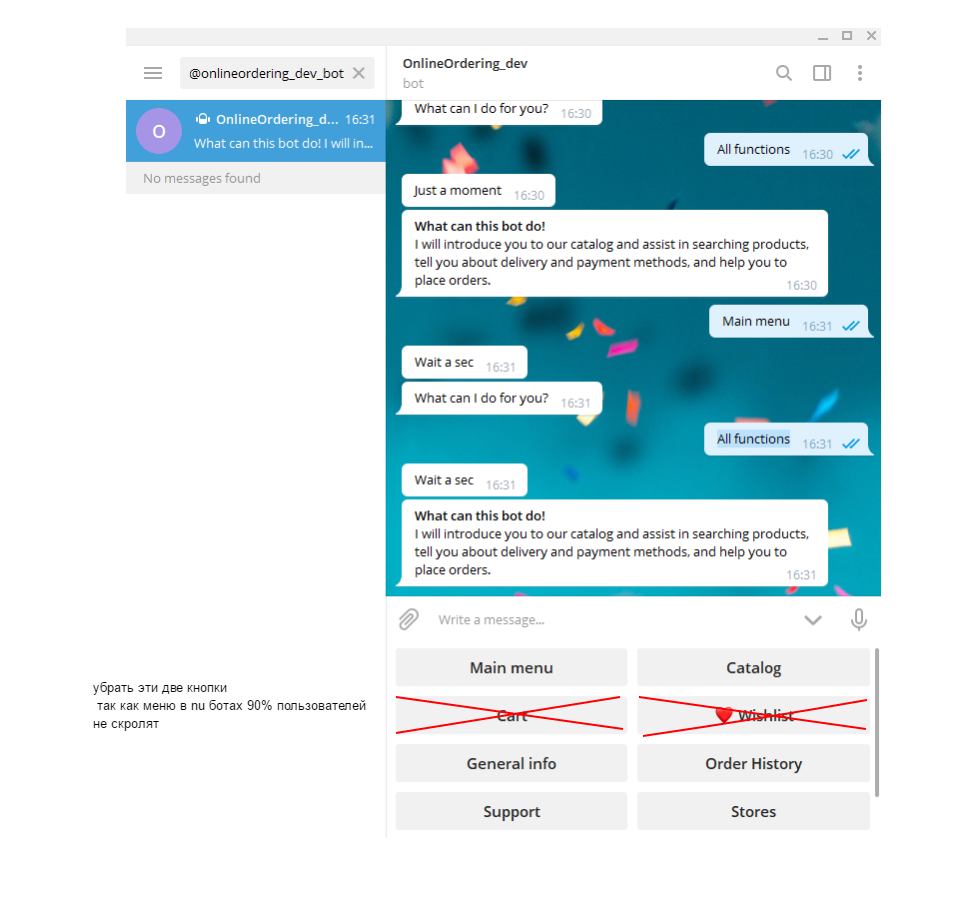 @onlineordering_dev_bot
OnlineOrdering_dev
bot
O
OnlineOrdering_d... 16:31
What can this bot do! I will in...
No messages found
What can I do for you? 16:30
All functions 16:30
Just a moment 16:30
What can this bot do!
I will introduce you to our catalog and assist in searching products,
tell you about delivery and payment methods, and help you to
place orders.
16:30
Main menu 16:31
Wait a sec 16:31
What can I do for you? 16:31
All functions 16:31
Wait a sec 16:31
What can this bot do!
I will introduce you to our catalog and assist in searching products,
tell you about delivery and payment methods, and help you to
place orders.
16:31
Write a message...
Main menu Catalog
Cart ❤ Wishlist
General info Order History
Support Stores
убрать эти две кнопки
так как меню в nu ботах 90% пользователей
не скролят